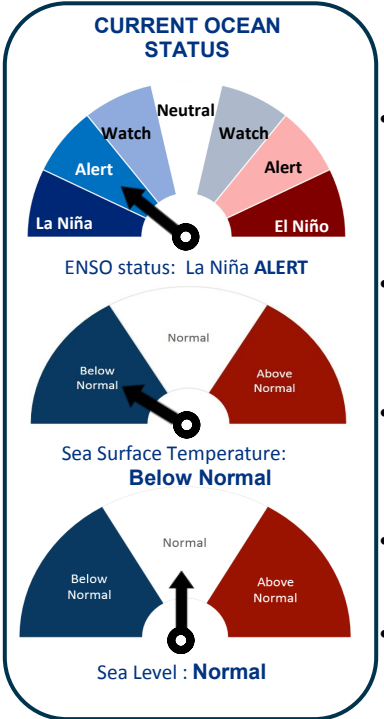 CURRENT OCEAN
STATUS
Neutral
Watch
Watch
Alert
Alert
La Niña
El Niño
ENSO status: La Niña ALERT
Normal
Below
Normal
Above
Normal
Sea Surface Temperature:
Below Normal
Normal
Below
Normal
Above
Normal
Sea Level : Normal